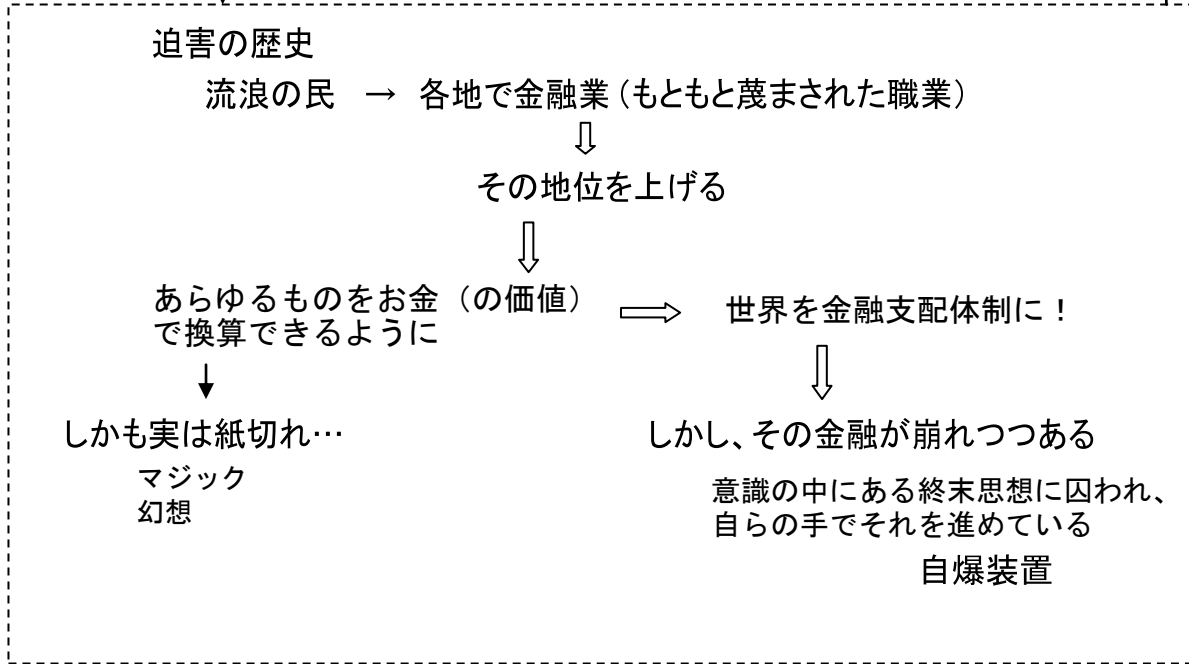 迫害の歴史
流浪の民 → 各地で金融業(もともと蔑まされた職業)
その地位を上げる
あらゆるものをお金(の価値)
で換算できるように
世界を金融支配体制に!
しかも実は紙切れ…
マジック
幻想
しかし、その金融が崩れつつある
意識の中にある終末思想に囚われ、
自らの手でそれを進めている
自爆装置